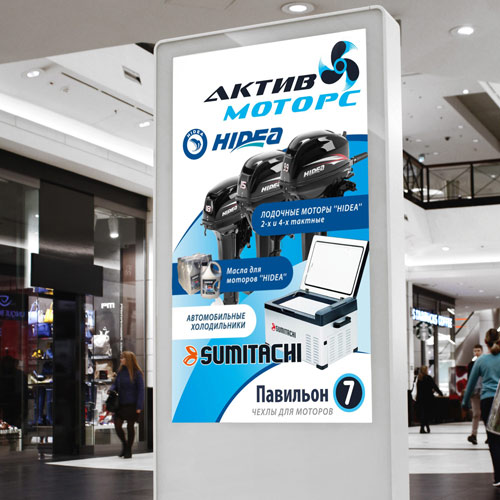 АКТИВ
МОТОРС
HIDEA
HIDEA
ЛОДОЧНЫЕ МОТОРЫ "HIDEA"
2-х и 4-х тактные
Масла для
моторов "HIDEA"
АВТОМОБИЛЬНЫЕ
ХОЛОДИЛЬНИКИ
SUMITACHI
Павильон 7
ЧЕХЛЫ ДЛЯ МОТОРОВ